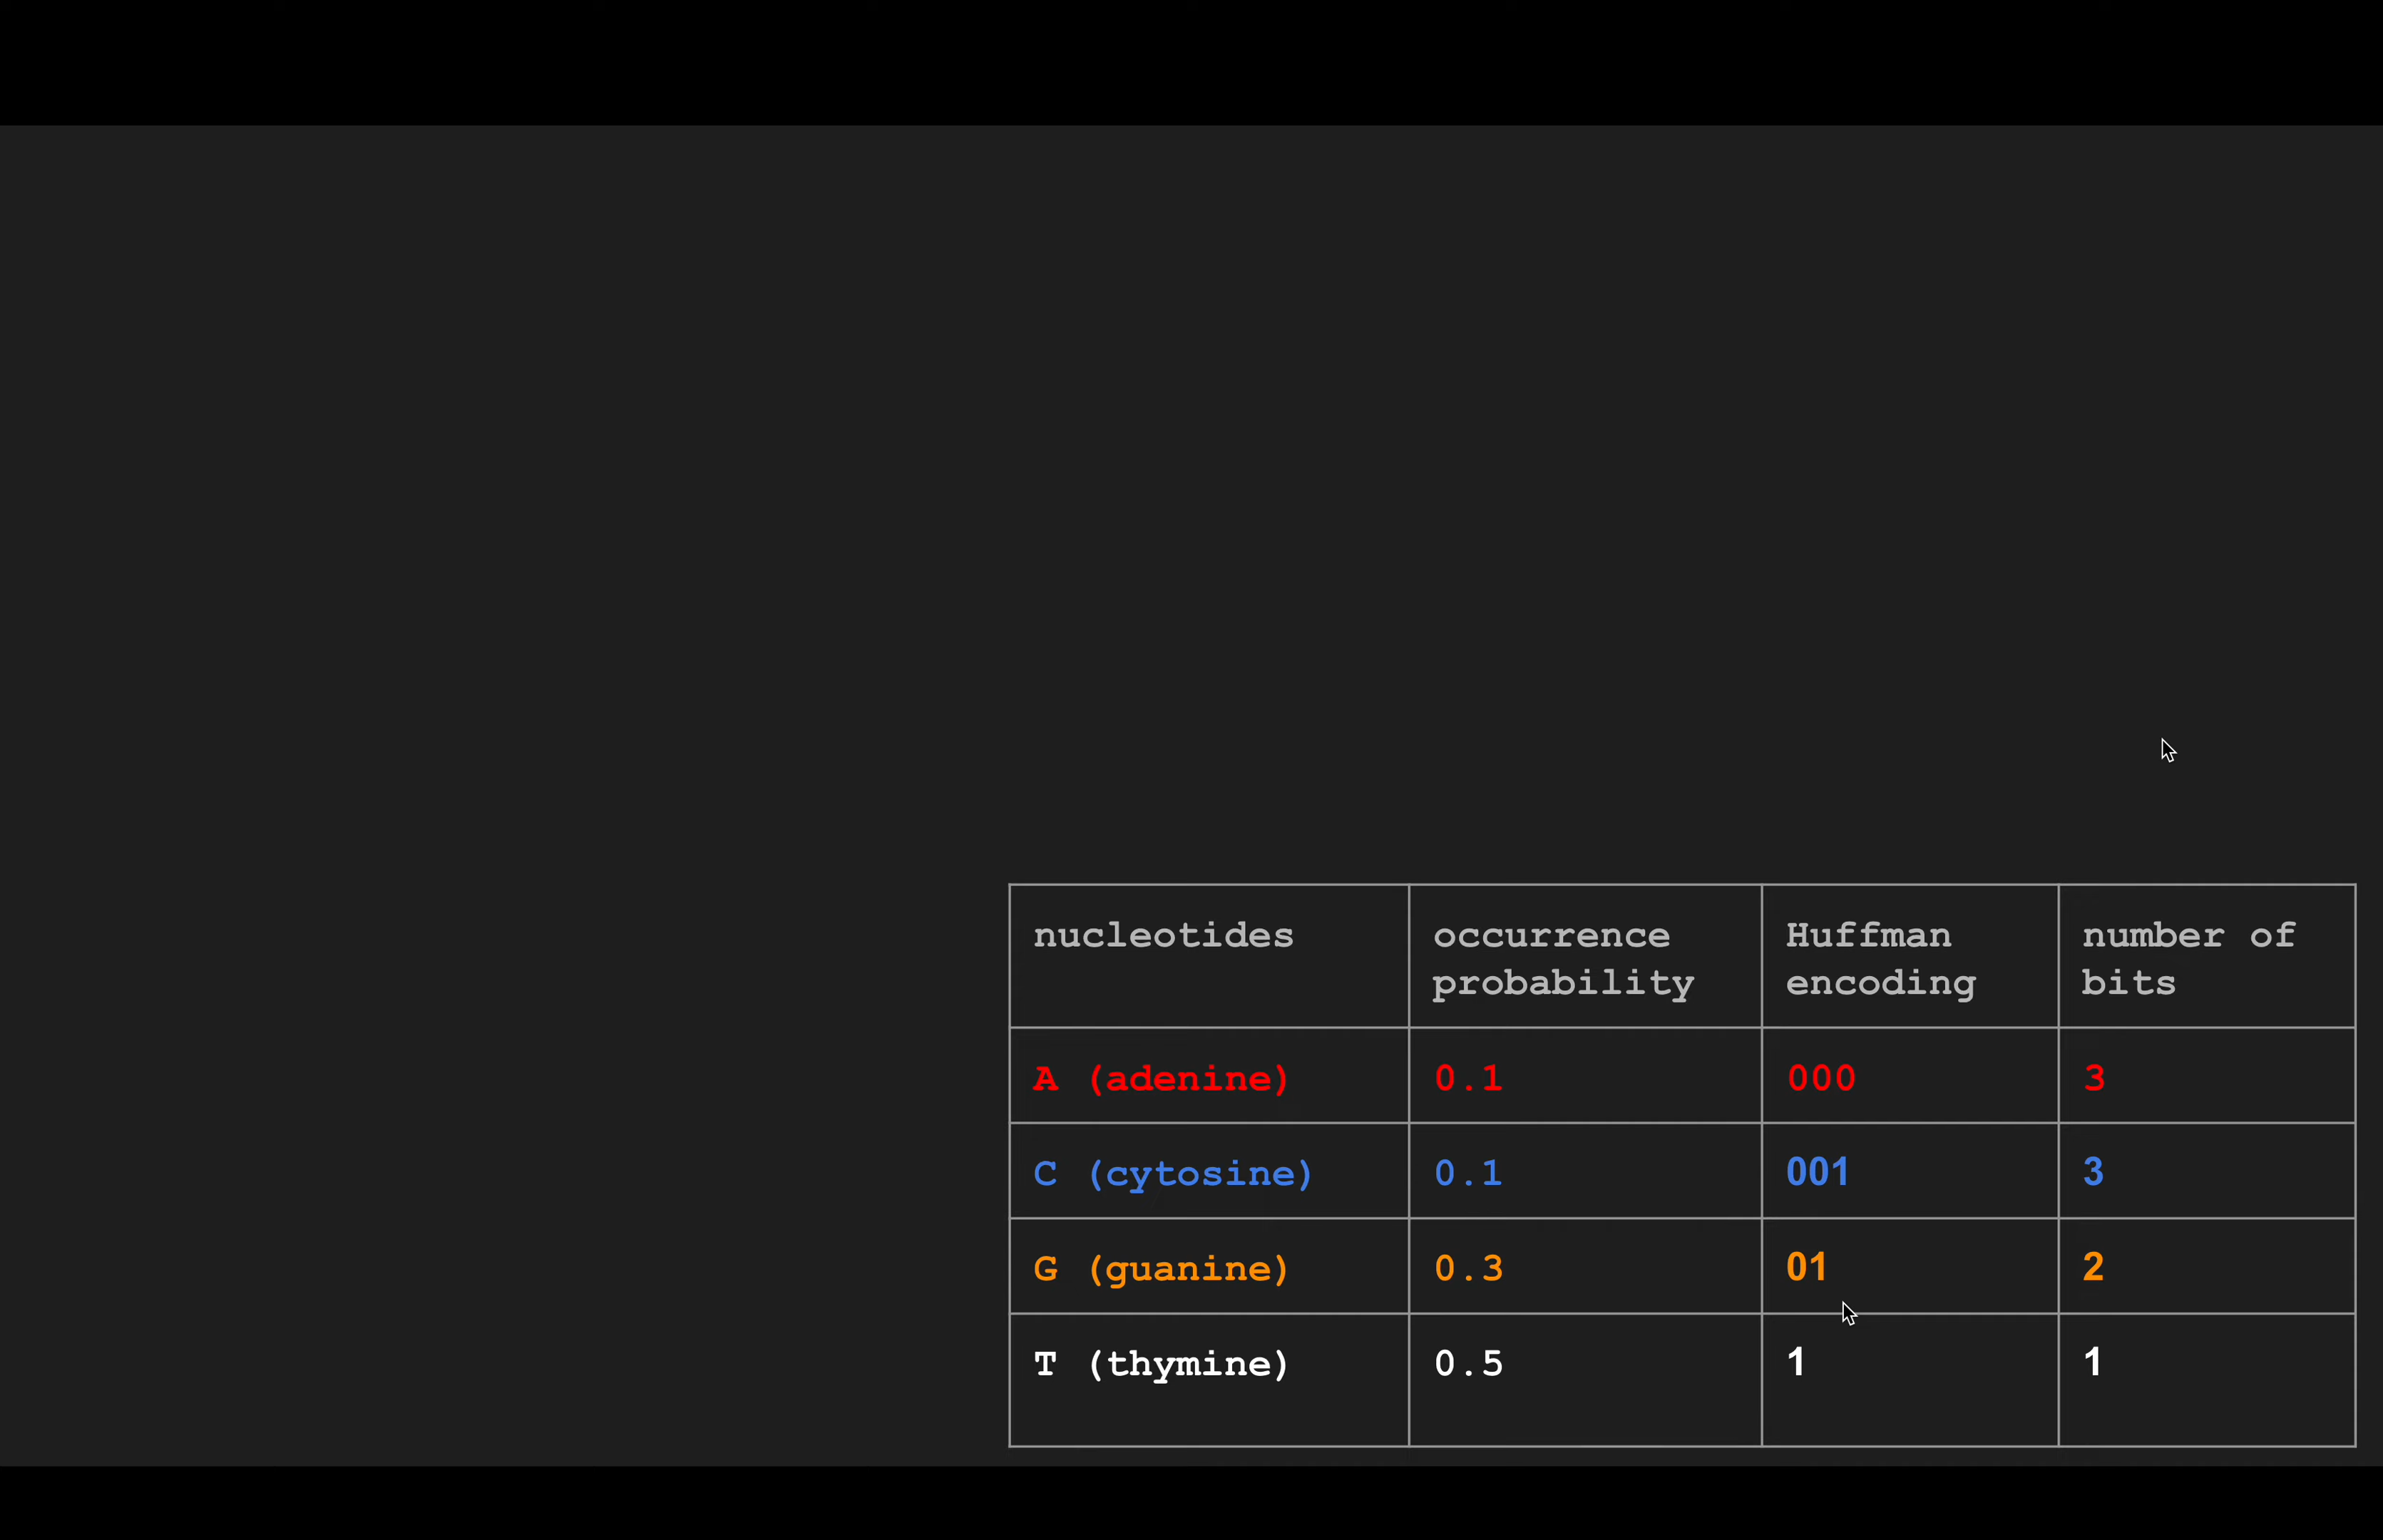 nucleotides occurrence probability Huffman encoding number of bits
A (adenine) 0.1 000 3
C (cytosine) 0.1 001 3
G (guanine) 0.3 01 2
T (thymine) 0.5 1 1